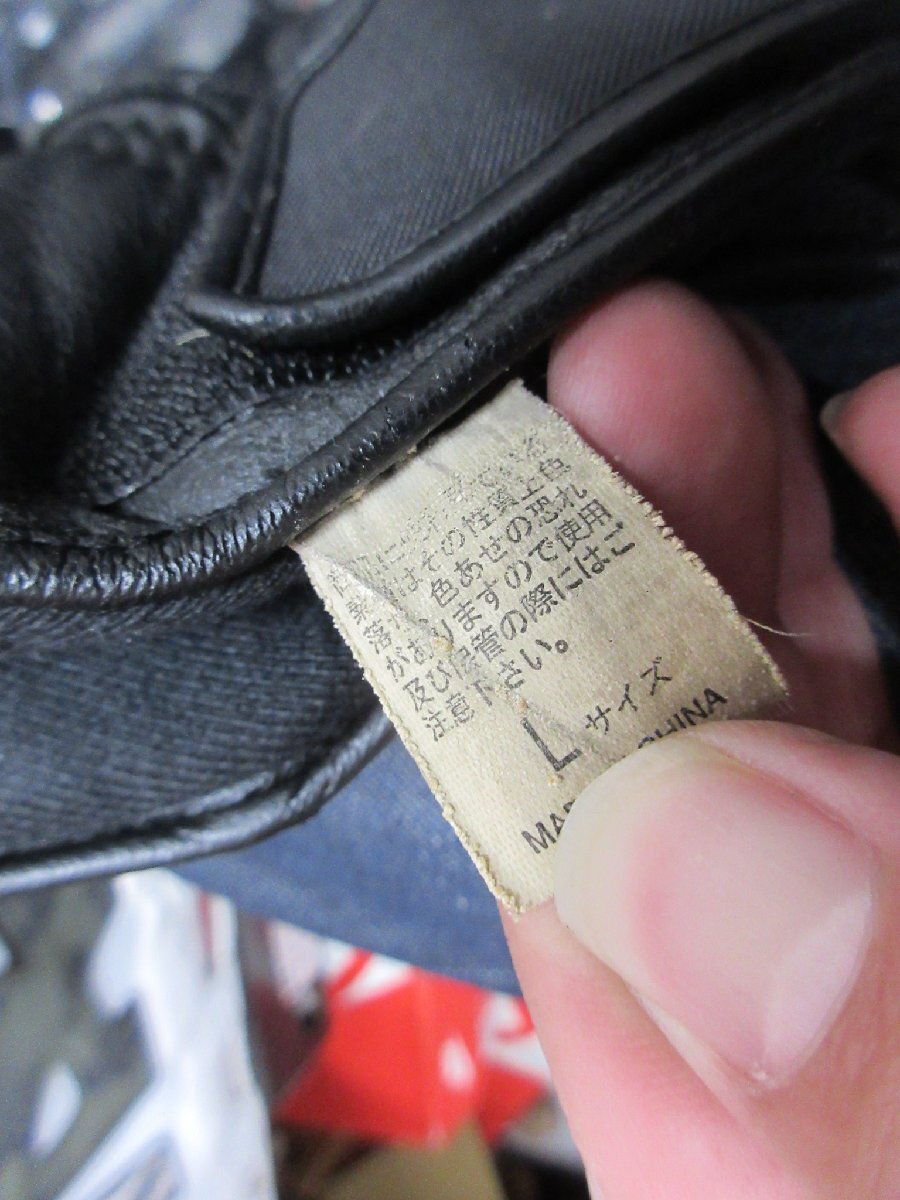 はその性質上色
落ち、色あせの恐れ
がありますので使用
及び保管の際にはご
注意下さい。
L サイズ
MA CHINA